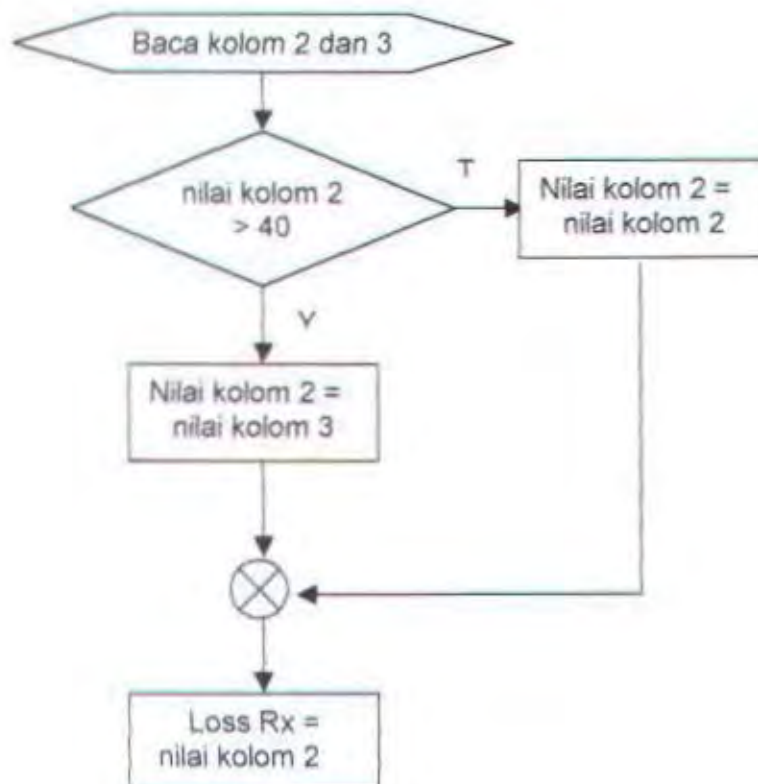 Baca kolom 2 dan 3
nilai kolom 2
> 40
T
Nilai kolom 2 =
nilai kolom 2
Y
Nilai kolom 2 =
nilai kolom 3
Loss Rx =
nilai kolom 2